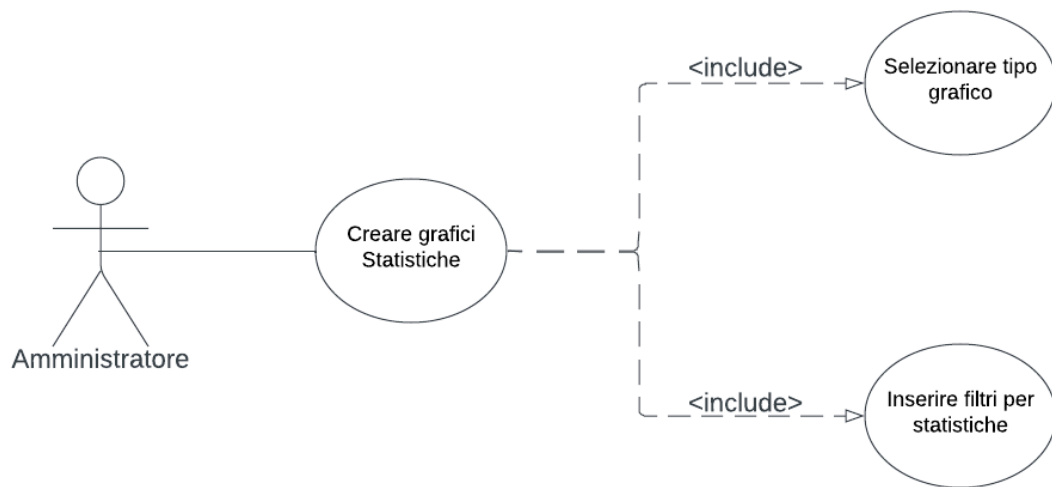 <include>
Selezionare tipo
grafico
Creare grafici
Statistiche
Amministratore
<include>
Inserire filtri per
statistiche